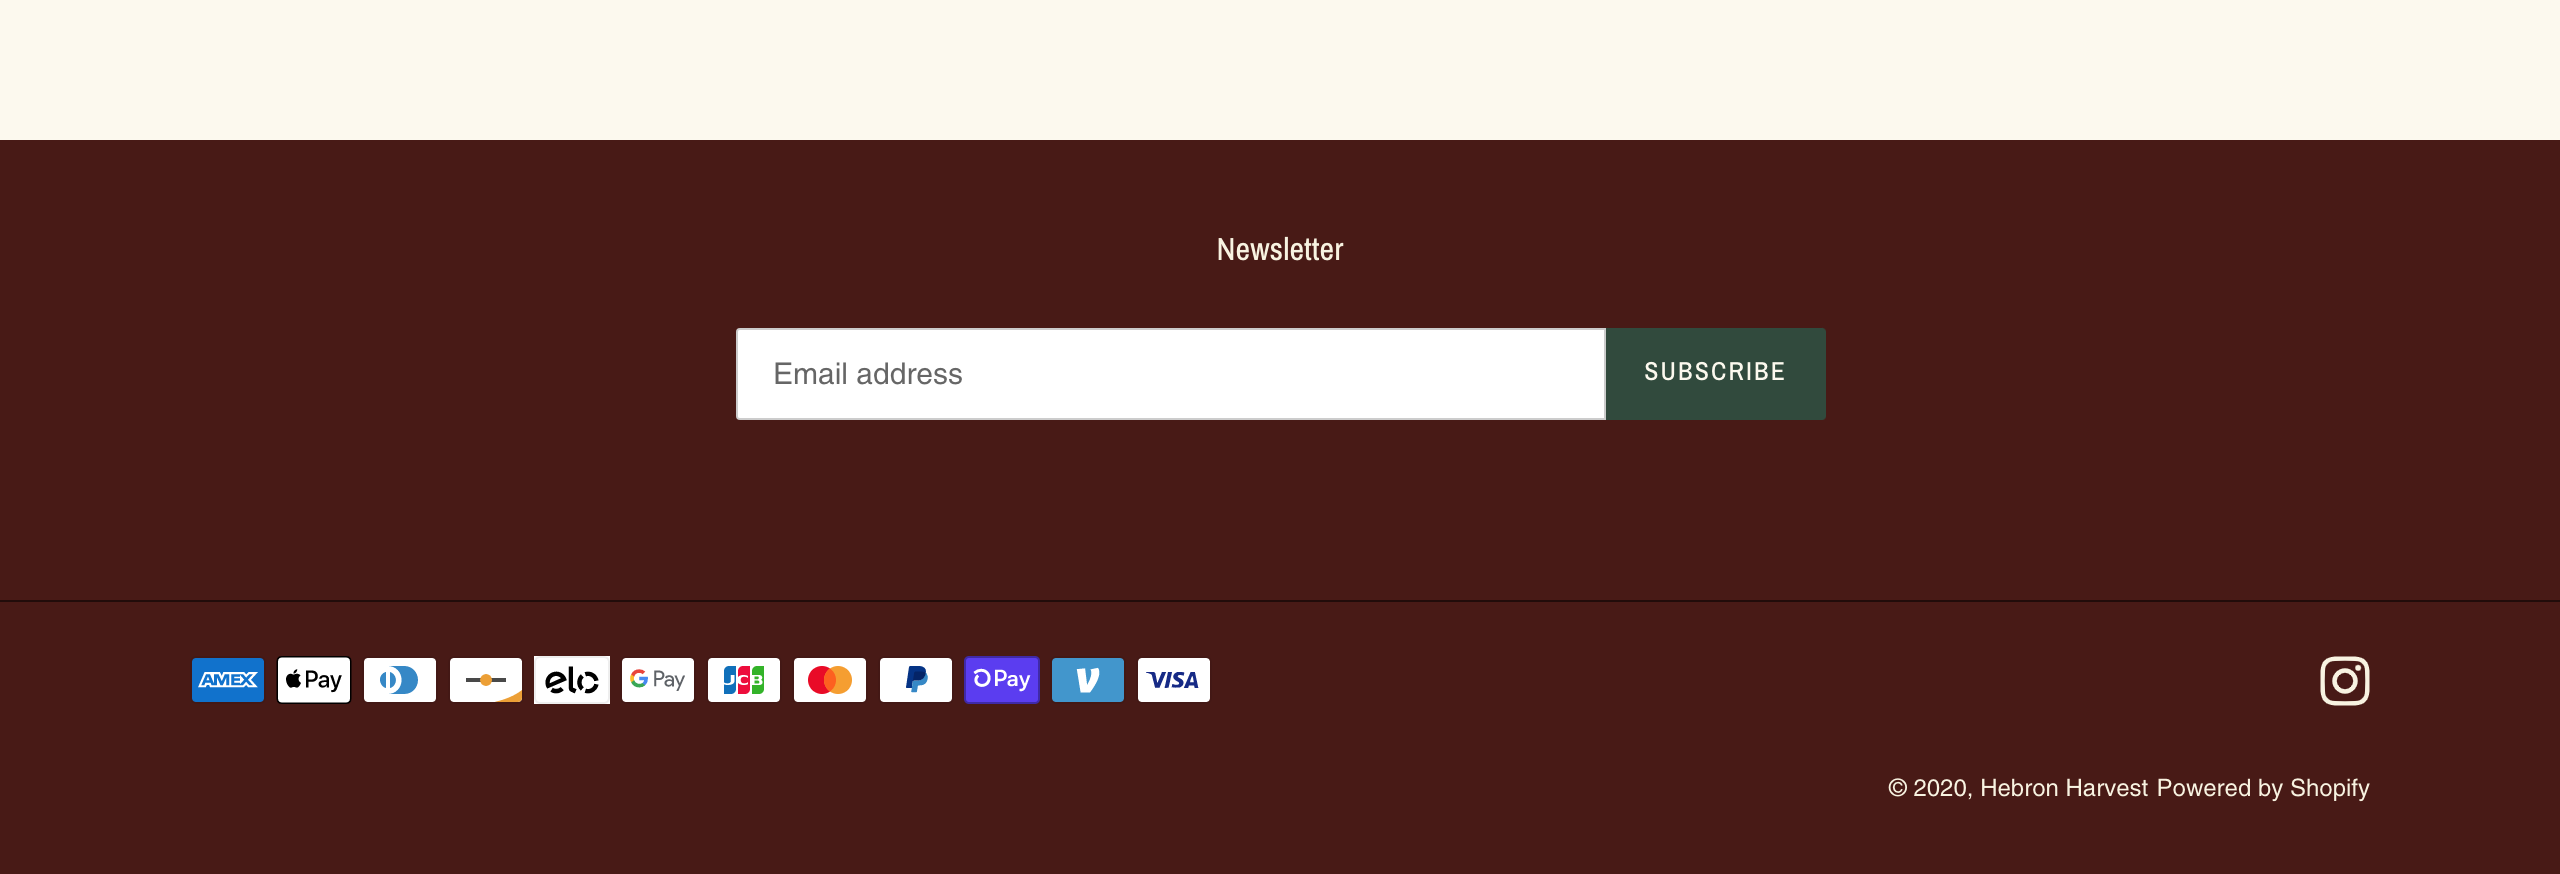 Newsletter
Email address
SUBSCRIBE
AMEX Pay elo G Pay JCB Pay VISA
© 2020, Hebron Harvest Powered by Shopify